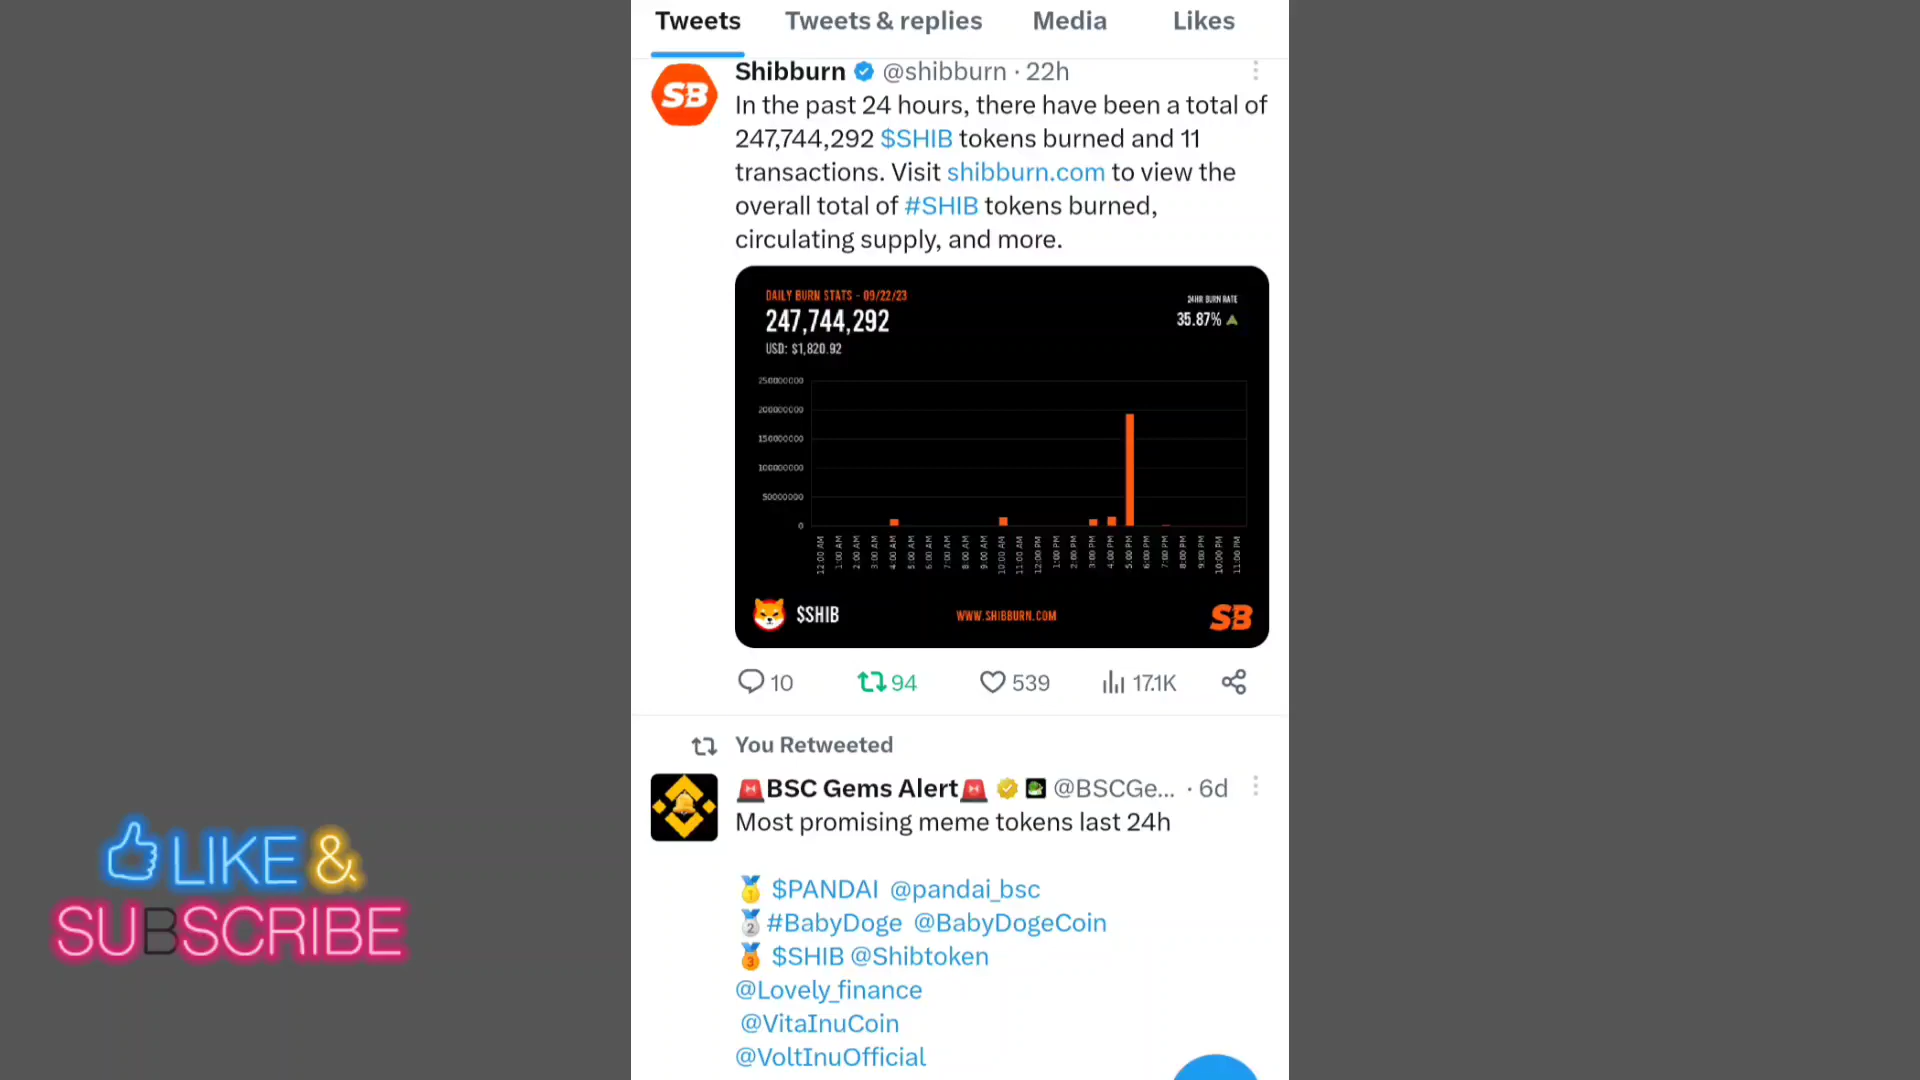 Tweets Tweets & replies Media Likes
Shibburn @shibburn · 22h
In the past 24 hours, there have been a total of
247,744,292 $SHIB tokens burned and 11
transactions. Visit shibburn.com to view the
overall total of #SHIB tokens burned,
circulating supply, and more.
SB
DAILY BURN STATS - 09/22/23
247,744,292
USD: $1,820.92
24HR BURN RATE
35.87%
250000000
200000000
150000000
100000000
50000000
0
12:00 AM 1:00 AM 2:00 AM 3:00 AM 4:00 AM 5:00 AM 6:00 AM 7:00 AM 8:00 AM 9:00 AM 10:00 AM 11:00 AM 12:00 PM 1:00 PM 2:00 PM 3:00 PM 4:00 PM 5:00 PM 6:00 PM 7:00 PM 8:00 PM 9:00 PM 10:00 PM 11:00 PM
$SHIB WWW.SHIBBURN.COM SB
10 94 539 17.1K
You Retweeted
🚨BSC Gems Alert🚨 @BSCGe... · 6d
Most promising meme tokens last 24h
🥇 $PANDAI @pandai_bsc
🥈#BabyDoge @BabyDogeCoin
🥉 $SHIB @Shibtoken
@Lovely_finance
@VitaInuCoin
@VoltInuOfficial
LIKE &
SUBSCRIBE